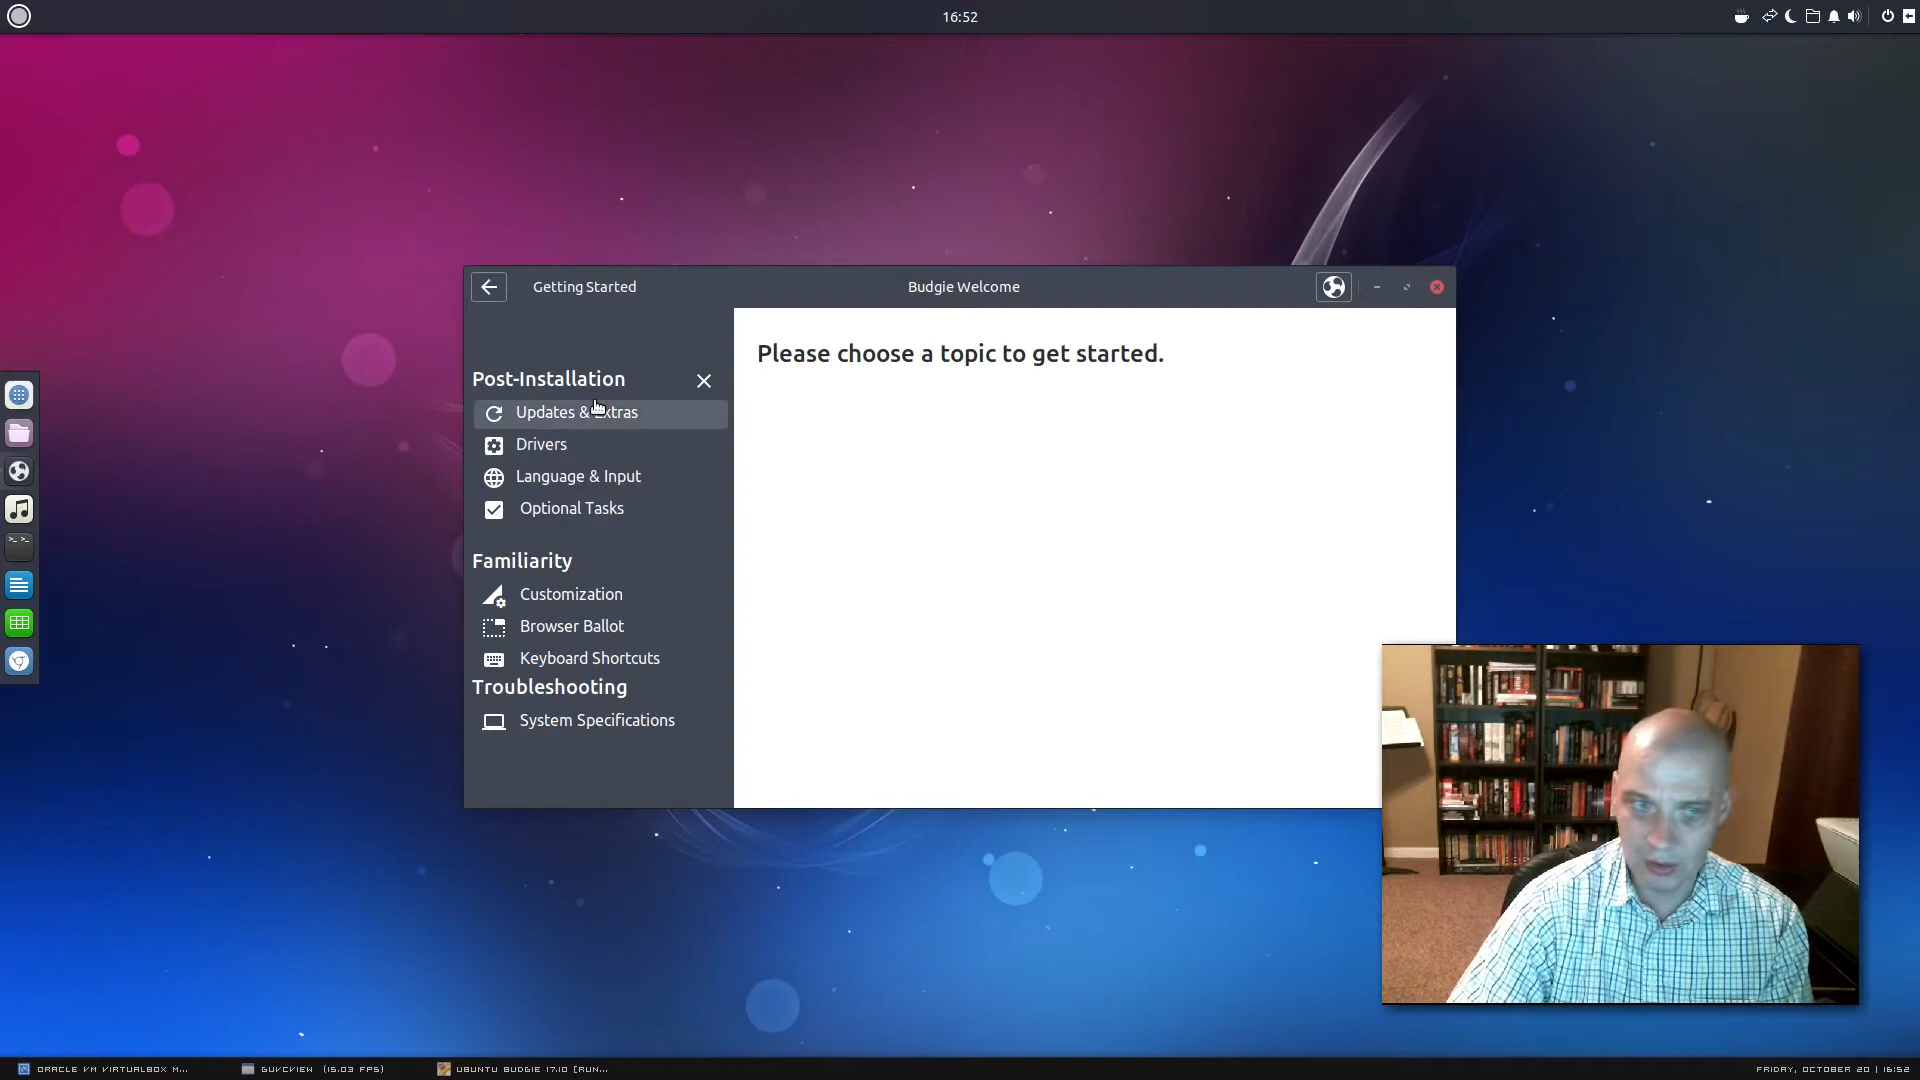 16:52
Getting Started
Budgie Welcome
Please choose a topic to get started.
Post-Installation
Updates & Extras
Drivers
Language & Input
Optional Tasks
Familiarity
Customization
Browser Ballot
Keyboard Shortcuts
Troubleshooting
System Specifications
ORACLE VM VIRTUALBOX M...
GUVCVIEW (15.03 FPS)
UBUNTU BUDGIE 17.10 [RUN...
FRIDAY, OCTOBER 20 | 16:52